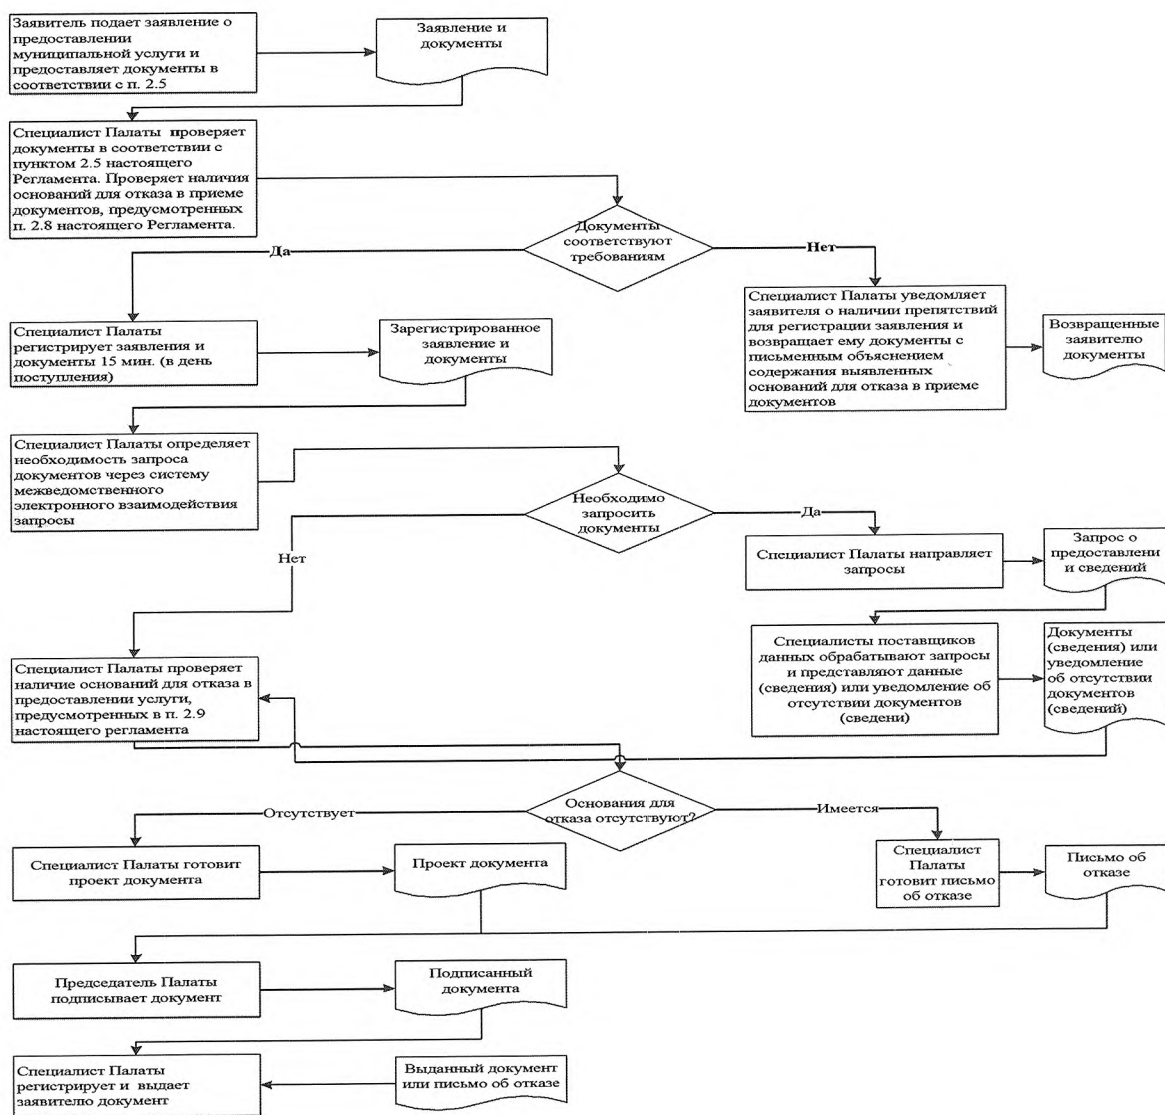 Заявитель подает заявление о
предоставлении
муниципальной услуги и
предоставляет документы в
соответствии с п. 2.5
Заявление и
документы
Специалист Палаты проверяет
документы в соответствии с
пунктом 2.5 настоящего
Регламента. Проверяет наличия
оснований для отказа в приеме
документов, предусмотренных
п. 2.8 настоящего Регламента.
Документы
соответствуют
требованиям
Да
Нет
Специалист Палаты
регистрирует заявления и
документы 15 мин. (в день
поступления)
Зарегистрированное
заявление и
документы
Специалист Палаты уведомляет
заявителя о наличии препятствий
для регистрации заявления и
возвращает ему документы с
письменным объяснением
содержания выявленных
оснований для отказа в приеме
документов
Возвращенные
заявителю
документы
Специалист Палаты определяет
необходимость запроса
документов через систему
межведомственного
электронного взаимодействия
запросы
Необходимо
запросить
документы
Да
Нет
Специалист Палаты направляет
запросы
Запрос о
предоставлени
и сведений
Специалисты поставщиков
данных обрабатывают запросы
и представляют данные
(сведения) или уведомление об
отсутствии документов
(сведени)
Документы
(сведения) или
уведомление
об отсутствии
документов
(сведений)
Специалист Палаты проверяет
наличие оснований для отказа в
предоставлении услуги,
предусмотренных в п. 2.9
настоящего регламента
Основания для
отказа отсутствуют?
Отсутствует
Имеется
Специалист Палаты готовит
проект документа
Проект документа
Специалист
Палаты
готовит письмо
об отказе
Письмо об
отказе
Председатель Палаты
подписывает документ
Подписанный
документа
Специалист Палаты
регистрирует и выдает
заявителю документ
Выданный документ
или письмо об отказе